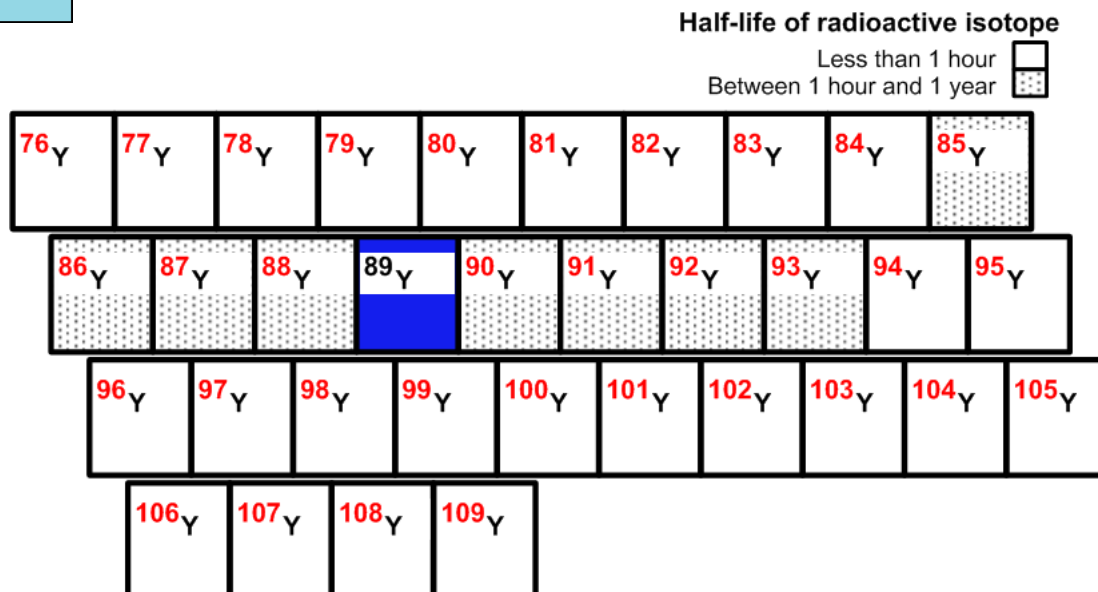 Half-life of radioactive isotope
Less than 1 hour
Between 1 hour and 1 year
76Y 77Y 78Y 79Y 80Y 81Y 82Y 83Y 84Y 85Y
86Y 87Y 88Y 89Y 90Y 91Y 92Y 93Y 94Y 95Y
96Y 97Y 98Y 99Y 100Y 101Y 102Y 103Y 104Y 105Y
106Y 107Y 108Y 109Y